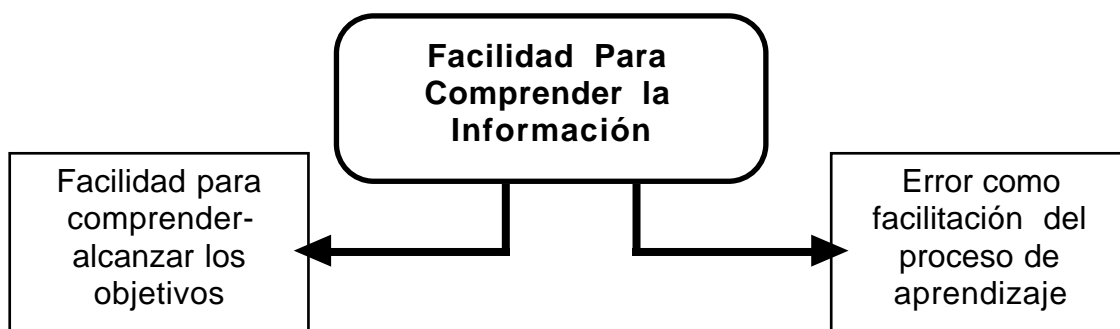 Facilidad Para
Comprender la
Información
Facilidad para
comprender-
alcanzar los
objetivos
Error como
facilitación del
proceso de
aprendizaje